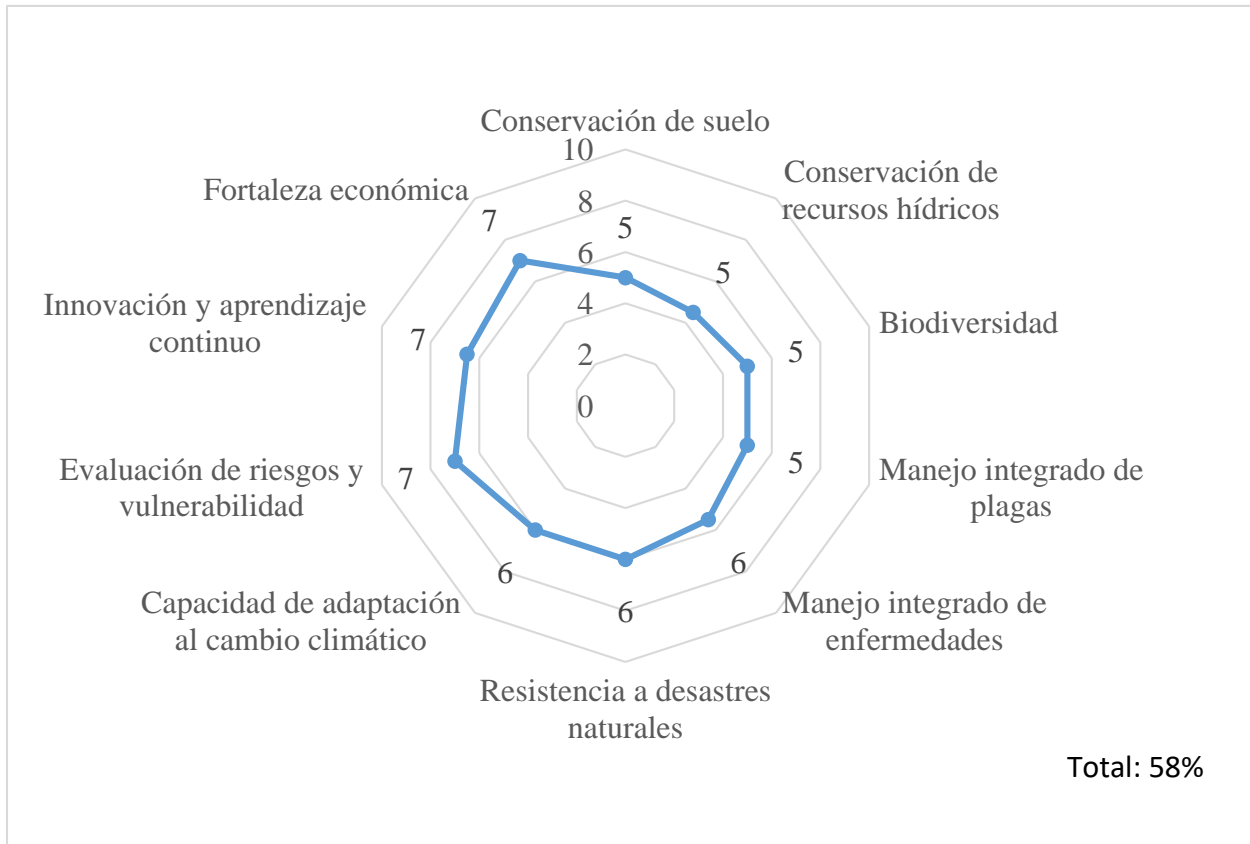 Conservación de suelo
10
Conservación de
recursos hídricos
Fortaleza económica
7
8
5
6
5
Innovación y aprendizaje
continuo
7
4
Biodiversidad
5
2
0
Evaluación de riesgos y
vulnerabilidad
7
5
Manejo integrado de
plagas
6
6
Capacidad de adaptación
al cambio climático
6
Manejo integrado de
enfermedades
Resistencia a desastres
naturales
Total: 58%